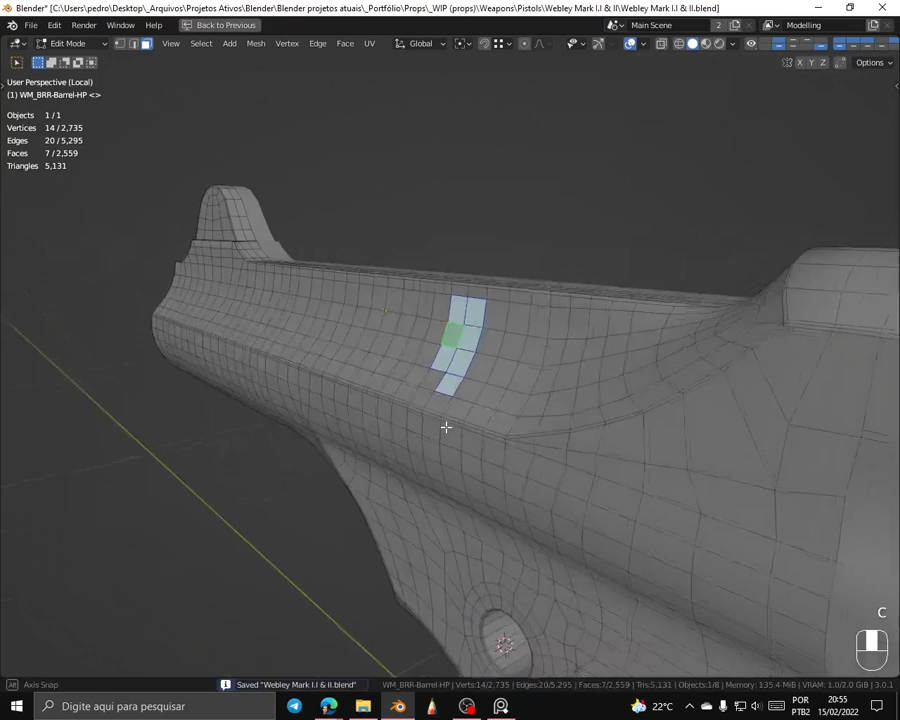 Blender* [C:\Users\pedro\Desktop\_Arquivos\Projetos Ativos\Blender\Blender projetos atuais\_Portfólio\Props\_WIP (props)\Weapons\Pistols\Webley Mark I.I & II\Webley Mark I.I & II.blend]
File Edit Render Window Help Back to Previous Main Scene 2 Modelling
Edit Mode View Select Add Mesh Vertex Edge Face UV Global
X Y Z Options
User Perspective (Local)
(1) WM_BRR-Barrel-HP <>
Objects 1/1
Vertices 14/2,735
Edges 20/5,295
Faces 7/2,559
Triangles 5,131
C
Alt Axis Snap Saved "Webley Mark I.I & II.blend" WM_BRR-Barrel-HP | Verts:14/2,735 | Edges:20/5,295 | Faces:7/2,559 | Tris:5,131 | Objects:1/8 | Memory: 135.4 MiB | VRAM: 1.0/2.0 GiB | 3.0.1
Digite aqui para pesquisar 22°C POR 20:55
PTB2 15/02/2022